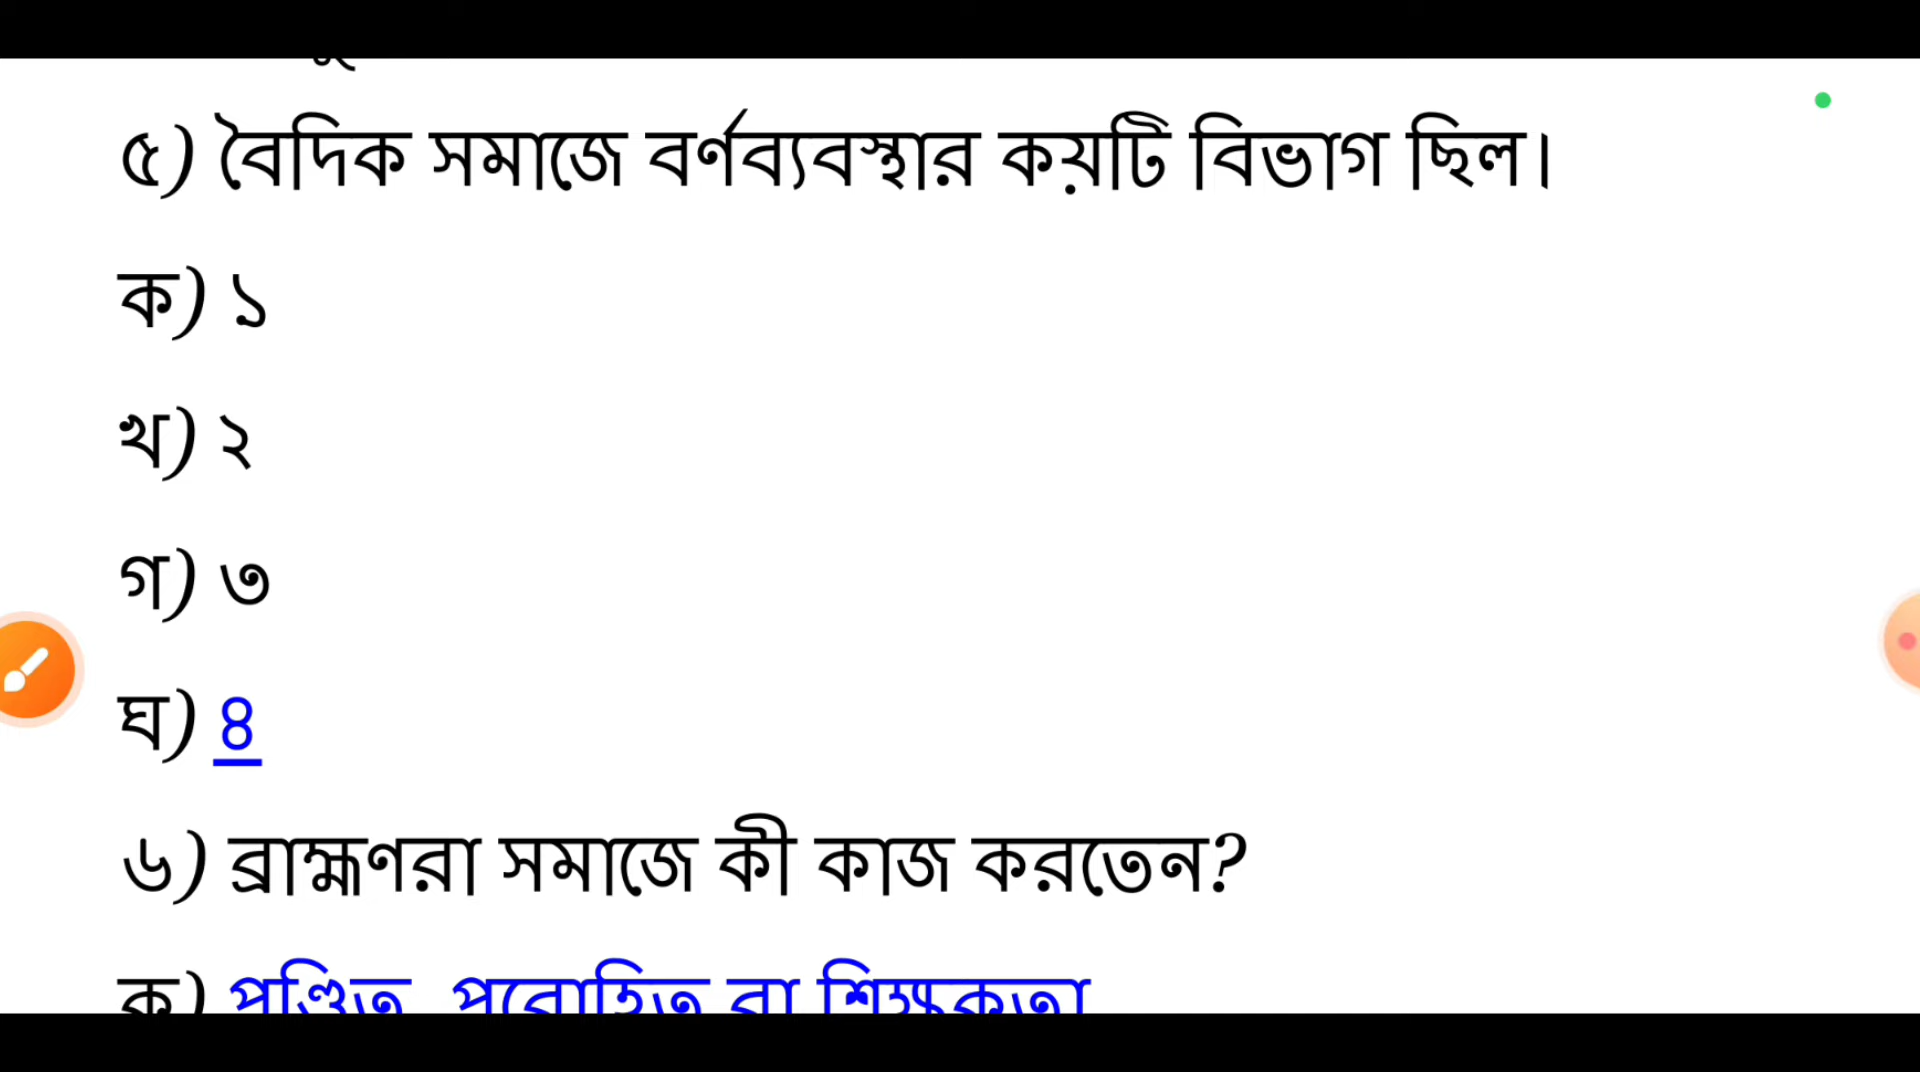 ৫) বৈদিক সমাজে বর্ণব্যবস্থার কয়টি বিভাগ ছিল।
ক) ১
খ) ২
গ) ৩
ঘ) ৪
৬) ব্রাহ্মণরা সমাজে কী কাজ করতেন?
ক) পণ্ডিত, পুরোহিত বা শিক্ষকতা